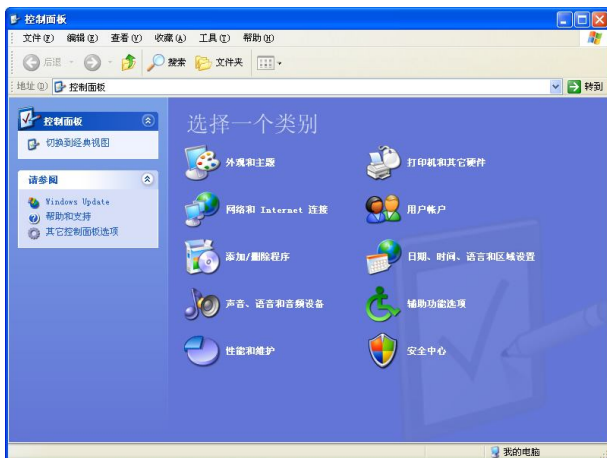 控制面板
文件(F) 编辑(E) 查看(V) 收藏(A) 工具(T) 帮助(H)
后退 搜索 文件夹
地址(D) 控制面板 转到
控制面板
切换到经典视图
请参阅
Windows Update
帮助和支持
其它控制面板选项
选择一个类别
外观和主题
打印机和其它硬件
网络和 Internet 连接
用户帐户
添加/删除程序
日期、时间、语言和区域设置
声音、语音和音频设备
辅助功能选项
性能和维护
安全中心
我的电脑